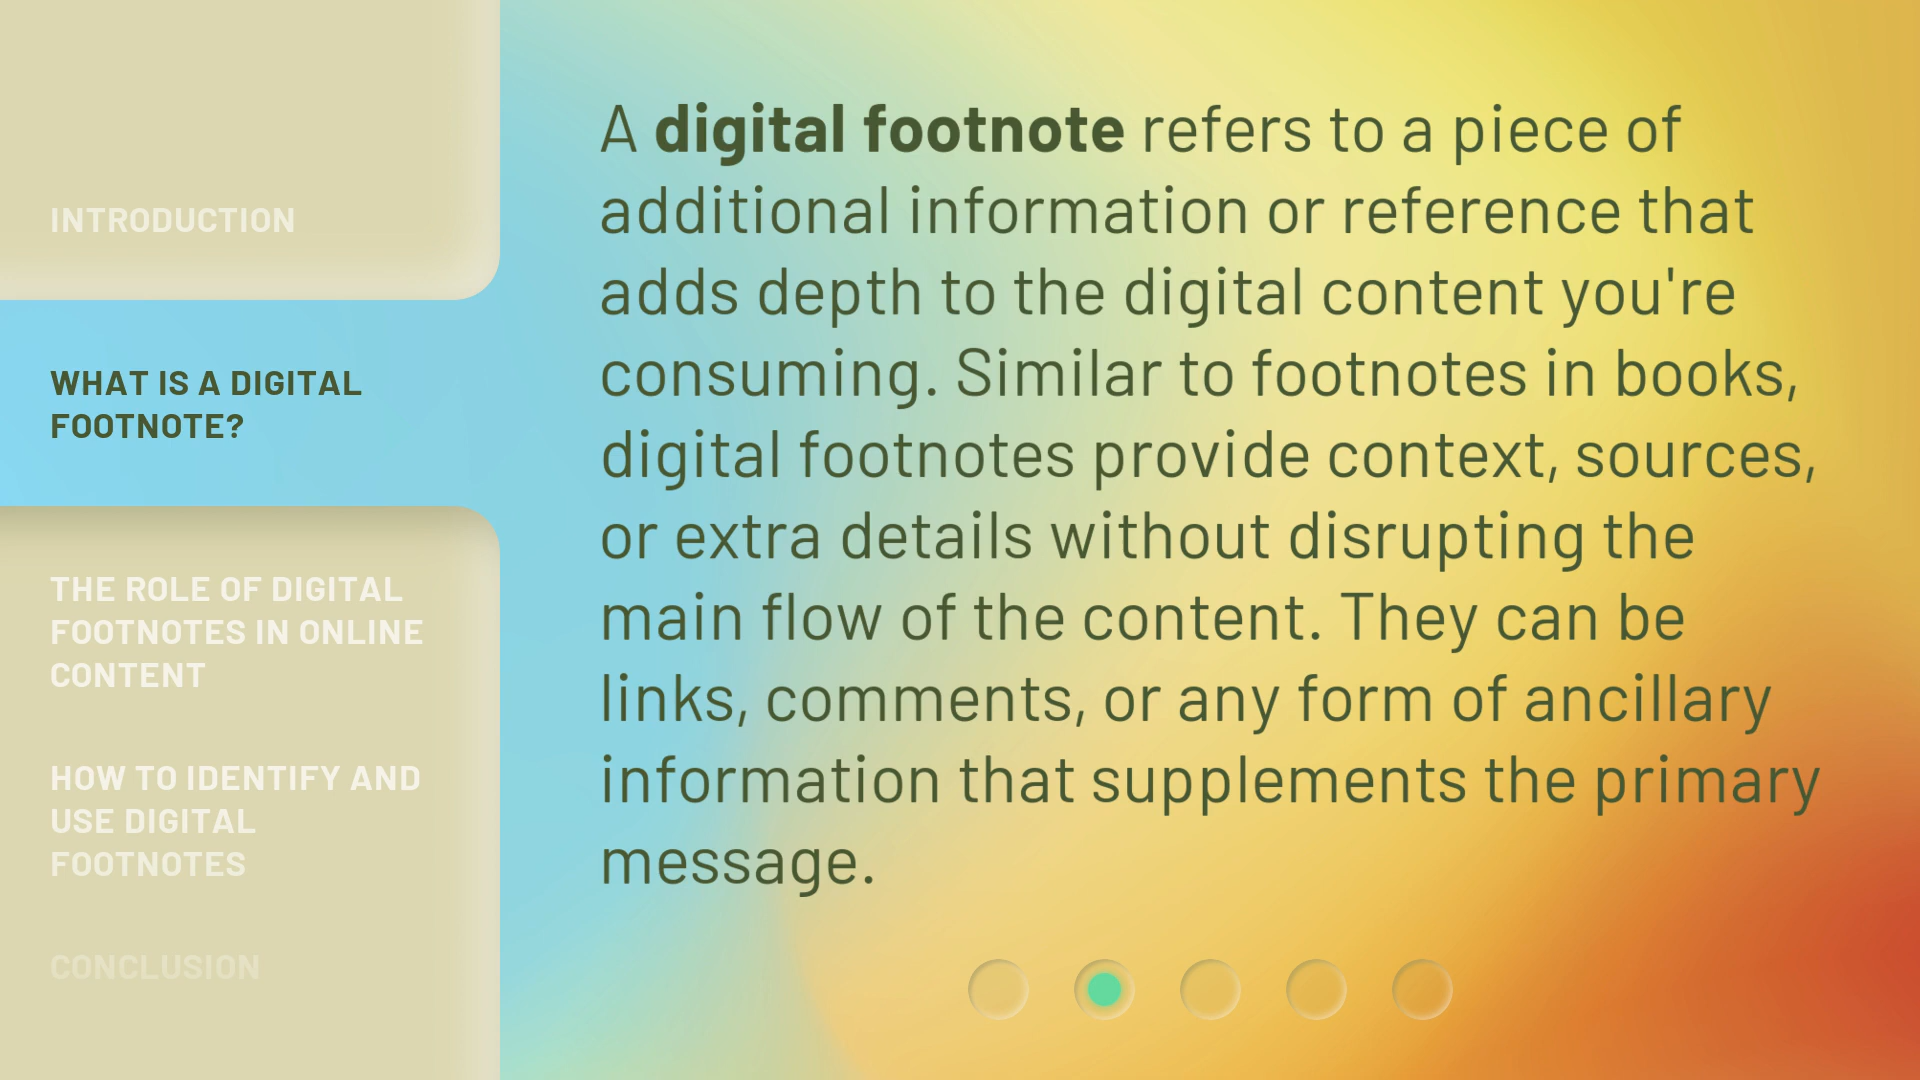 INTRODUCTION
WHAT IS A DIGITAL
FOOTNOTE?
THE ROLE OF DIGITAL
FOOTNOTES IN ONLINE
CONTENT
HOW TO IDENTIFY AND
USE DIGITAL
FOOTNOTES
CONCLUSION
A digital footnote refers to a piece of
additional information or reference that
adds depth to the digital content you're
consuming. Similar to footnotes in books,
digital footnotes provide context, sources,
or extra details without disrupting the
main flow of the content. They can be
links, comments, or any form of ancillary
information that supplements the primary
message.